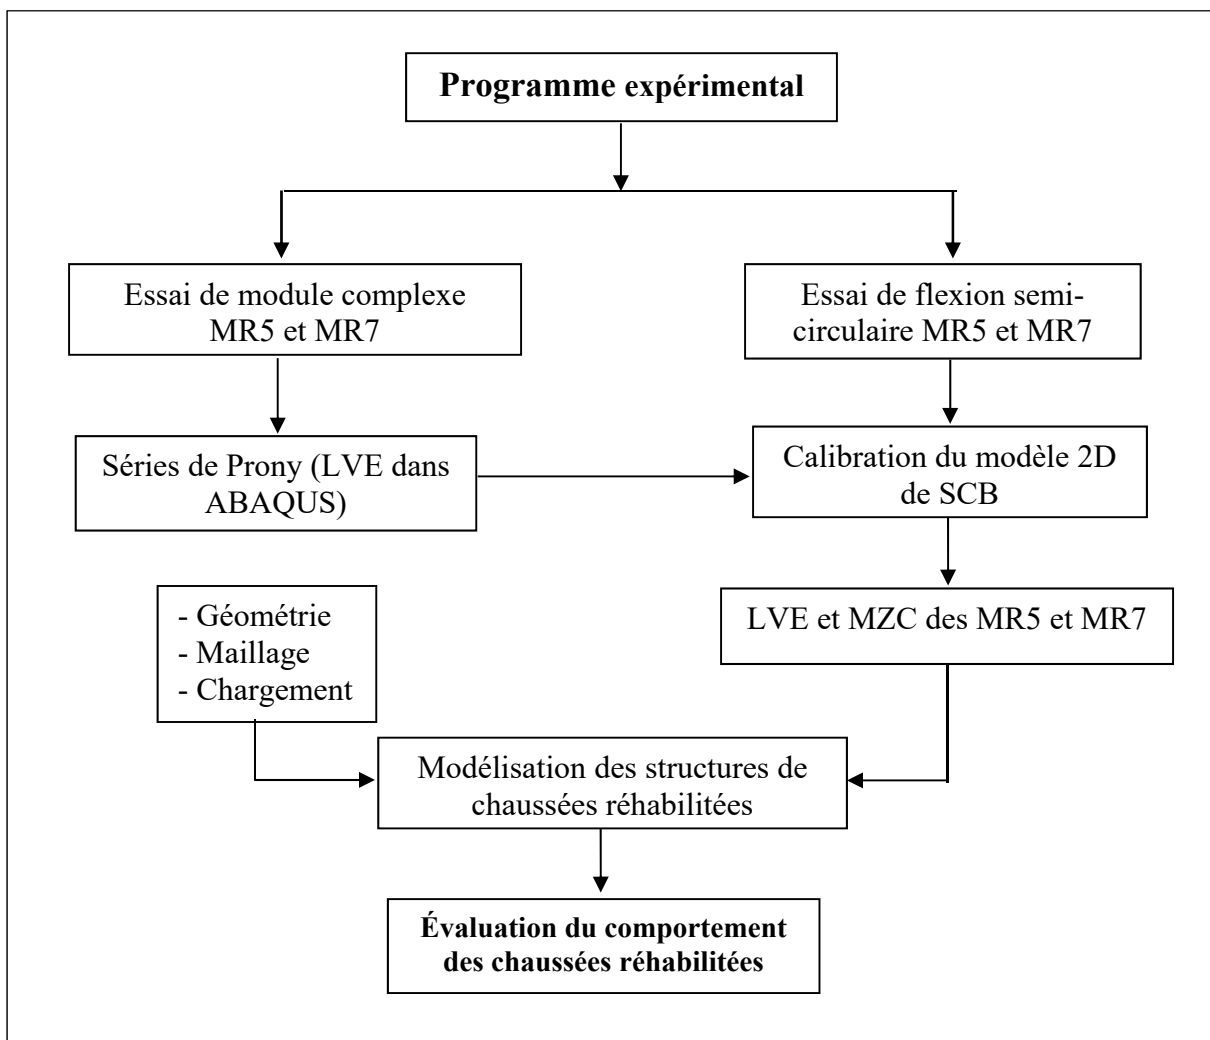 Programme expérimental
Essai de module complexe
MR5 et MR7
Essai de flexion semi-
circulaire MR5 et MR7
Séries de Prony (LVE dans
ABAQUS)
Calibration du modèle 2D
de SCB
- Géométrie
- Maillage
- Chargement
LVE et MZC des MR5 et MR7
Modélisation des structures de
chaussées réhabilitées
Évaluation du comportement
des chaussées réhabilitées